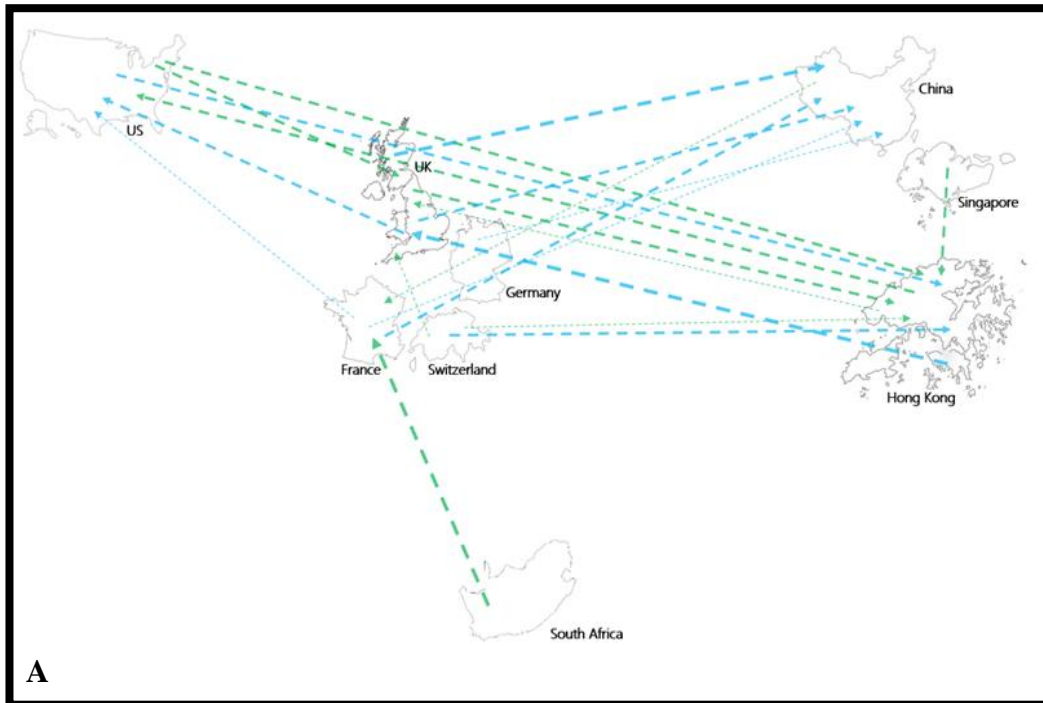 US
China
UK
Singapore
Germany
France
Switzerland
Hong Kong
South Africa
A